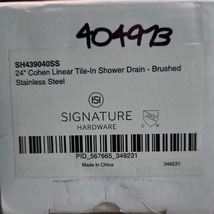 404973
SH439040SS
24" Cohen Linear Tile-In Shower Drain - Brushed
Stainless Steel
SIGNATURE
HARDWARE
PID_567665_349231
Made in China
349231